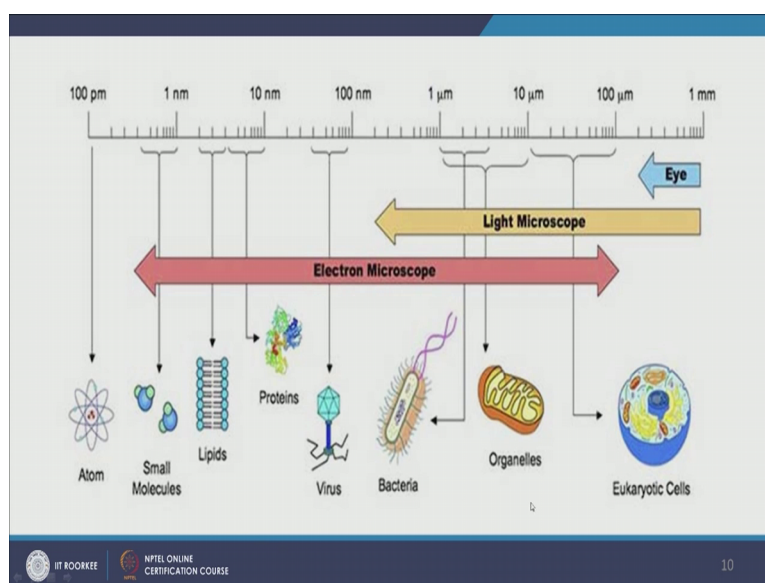 100 pm 1 nm 10 nm 100 nm 1 μm 10 μm 100 μm 1 mm
Eye
Light Microscope
Electron Microscope
Atom
Small
Molecules
Lipids
Proteins
Virus
Bacteria
Organelles
Eukaryotic Cells
IIT ROORKEE
NPTEL ONLINE
CERTIFICATION COURSE
10